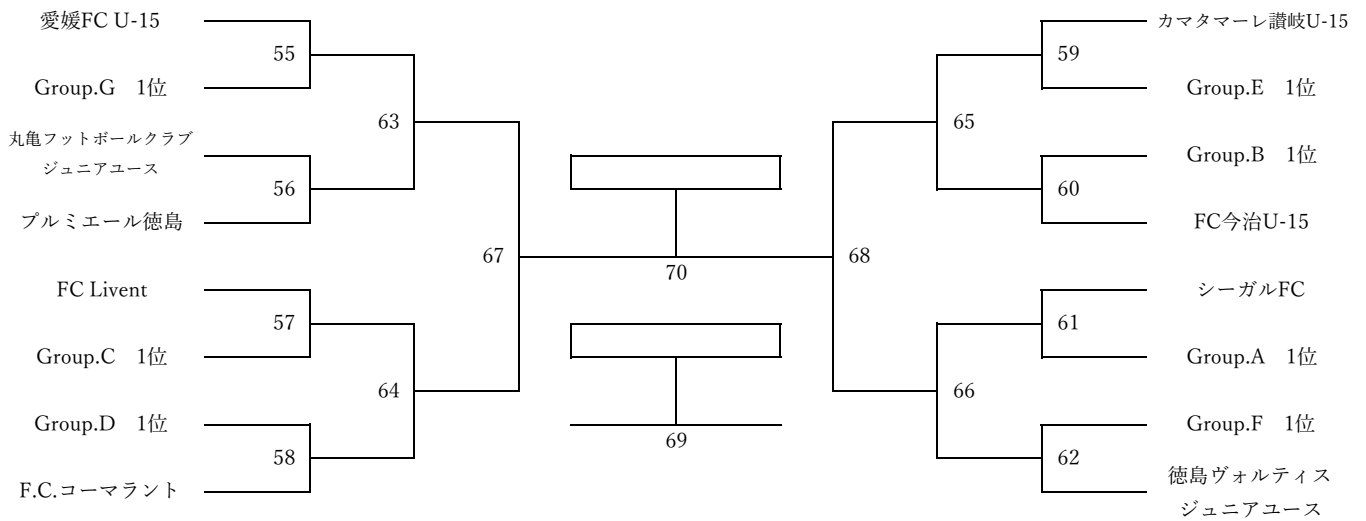 愛媛FC U-15
55
Group.G　1位
63
丸亀フットボールクラブ
ジュニアユース
56
プルミエール徳島
67
FC Livent
57
Group.C　1位
64
Group.D　1位
58
F.C.コーマラント
70
69
カマタマーレ讃岐U-15
59
Group.E　1位
65
Group.B　1位
60
FC今治U-15
68
シーガルFC
61
Group.A　1位
66
Group.F　1位
62
徳島ヴォルティス
ジュニアユース